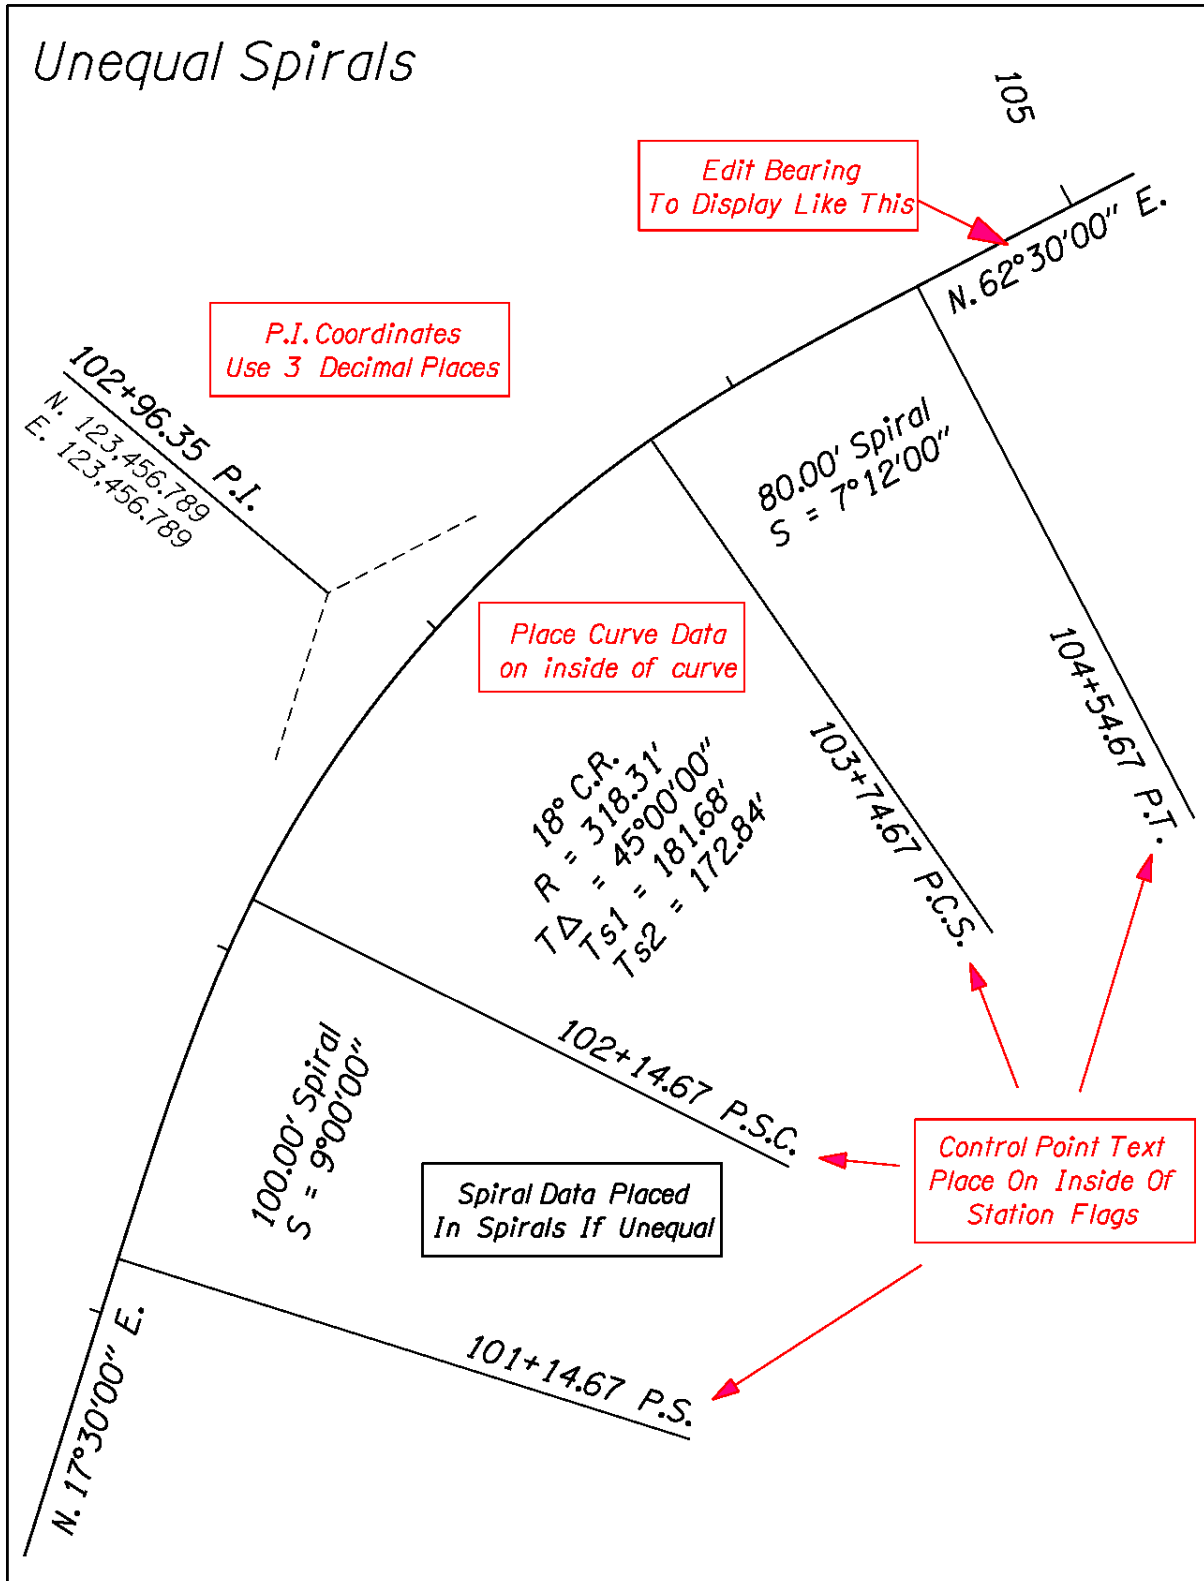 Unequal Spirals
105
Edit Bearing
To Display Like This
N. 62°30'00" E.
P.I. Coordinates
Use 3 Decimal Places
102+96.35 P.I.
N. 123,456.789
E. 123,456.789
80.00' Spiral
S = 7°12'00"
104+54.67 P.T.
Place Curve Data
on inside of curve
103+74.67 P.C.S.
18° C.R.
R = 318.31'
TΔ = 45°00'00"
Ts1 = 181.68'
Ts2 = 172.84'
102+14.67 P.S.C.
100.00' Spiral
S = 9°00'00"
Spiral Data Placed
In Spirals If Unequal
Control Point Text
Place On Inside Of
Station Flags
101+14.67 P.S.
N. 17°30'00" E.